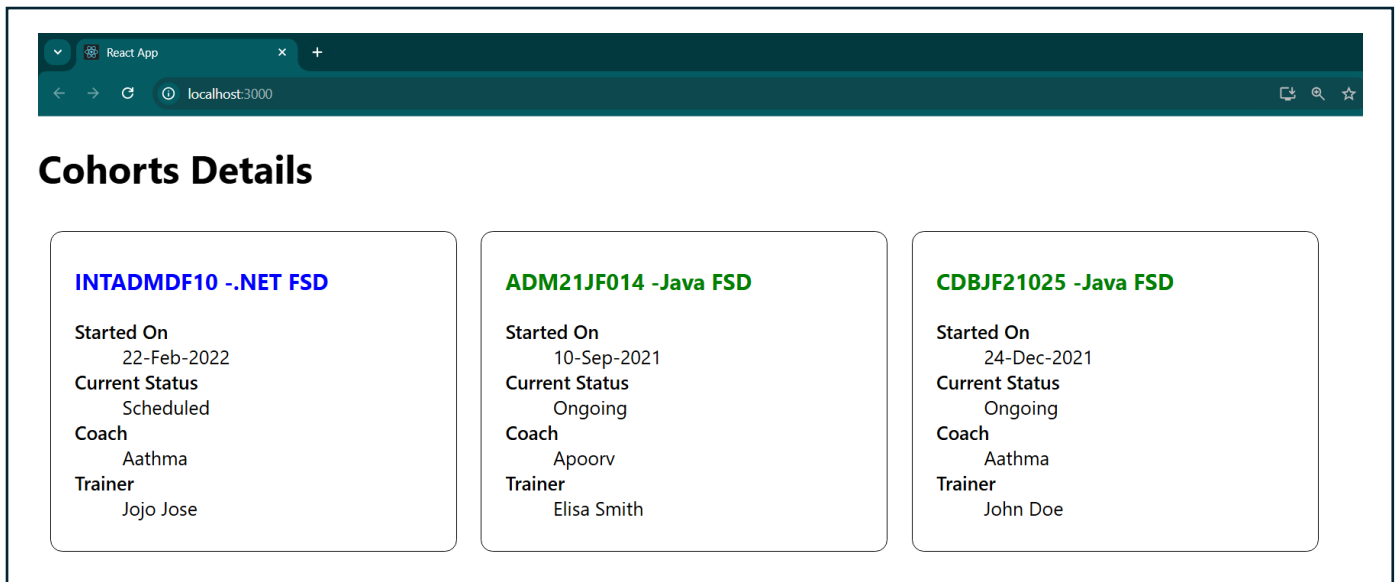 React App
localhost:3000
Cohorts Details
INTADMDF10 -.NET FSD
Started On
22-Feb-2022
Current Status
Scheduled
Coach
Aathma
Trainer
Jojo Jose
ADM21JF014 -Java FSD
Started On
10-Sep-2021
Current Status
Ongoing
Coach
Apoorv
Trainer
Elisa Smith
CDBJF21025 -Java FSD
Started On
24-Dec-2021
Current Status
Ongoing
Coach
Aathma
Trainer
John Doe